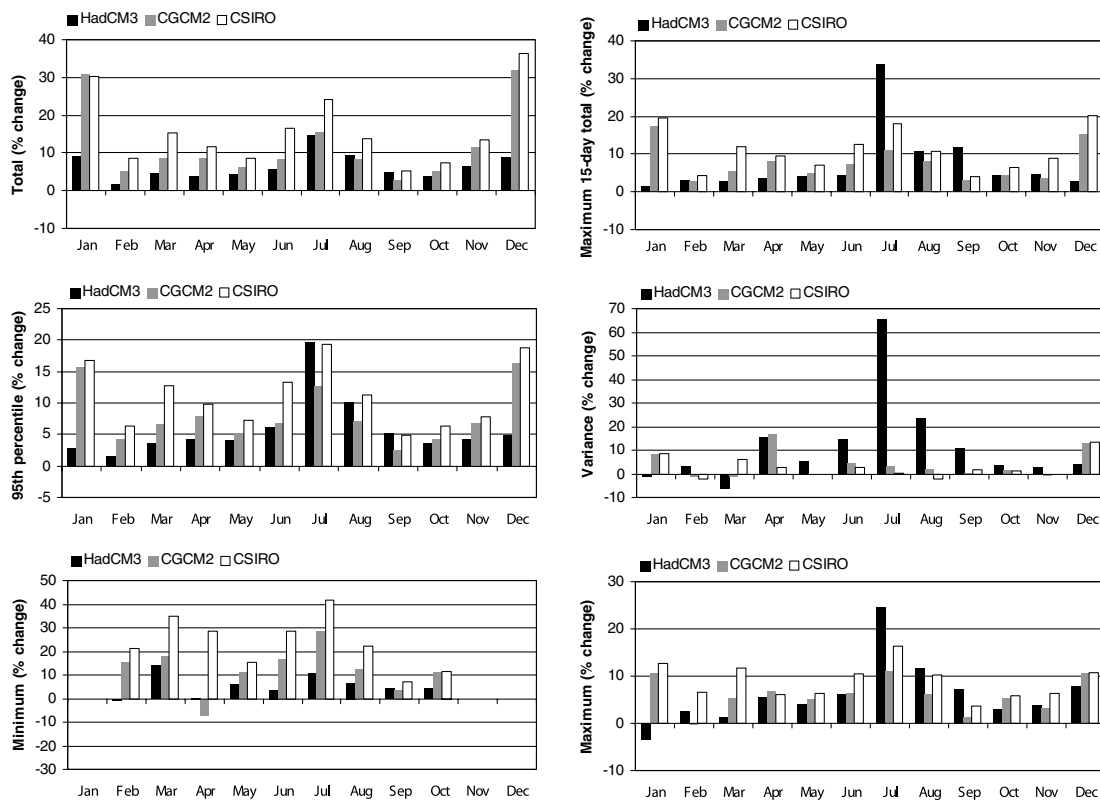 HadCM3 CGCM2 CSIRO
Total (% change)
40
30
20
10
0
-10
Jan Feb Mar Apr May Jun Jul Aug Sep Oct Nov Dec
HadCM3 CGCM2 CSIRO
Maximum 15-day total (% change)
40
30
20
10
0
-10
Jan Feb Mar Apr May Jun Jul Aug Sep Oct Nov Dec
HadCM3 CGCM2 CSIRO
95th percentile (% change)
25
20
15
10
5
0
-5
Jan Feb Mar Apr May Jun Jul Aug Sep Oct Nov Dec
HadCM3 CGCM2 CSIRO
Variance (% change)
70
60
50
40
30
20
10
0
-10
Jan Feb Mar Apr May Jun Jul Aug Sep Oct Nov Dec
HadCM3 CGCM2 CSIRO
Minimum (% change)
50
40
30
20
10
0
-10
-20
-30
Jan Feb Mar Apr May Jun Jul Aug Sep Oct Nov Dec
HadCM3 CGCM2 CSIRO
Maximum (% change)
30
20
10
0
-10
Jan Feb Mar Apr May Jun Jul Aug Sep Oct Nov Dec